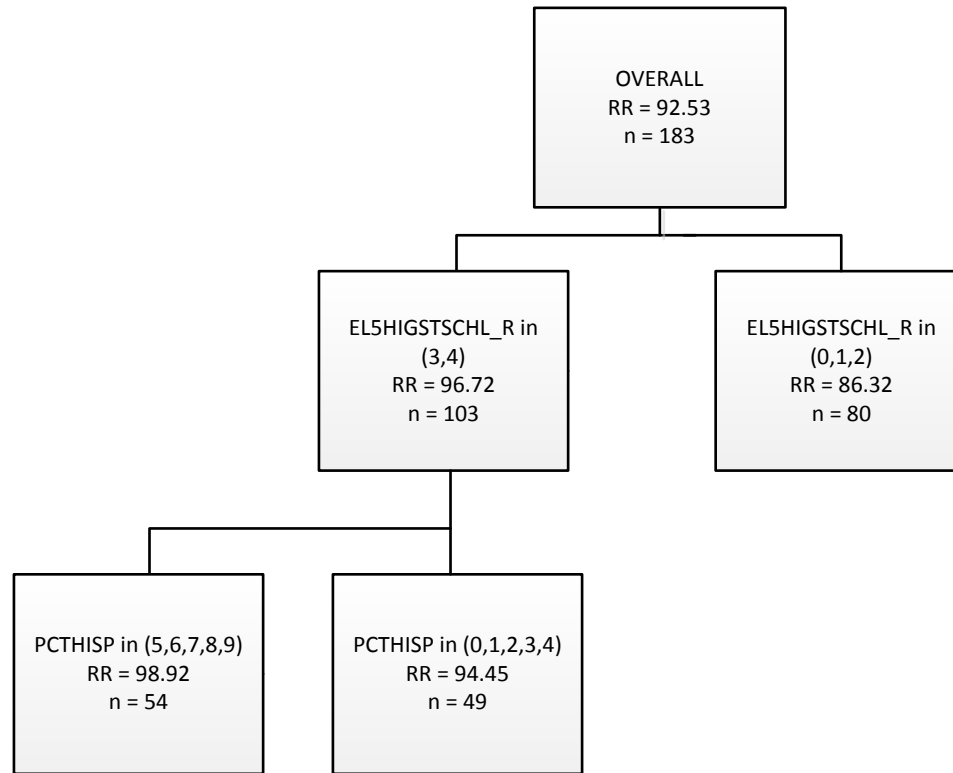 OVERALL
RR = 92.53
n = 183
EL5HIGSTSCHL_R in
(3,4)
RR = 96.72
n = 103
EL5HIGSTSCHL_R in
(0,1,2)
RR = 86.32
n = 80
PCTHISP in (5,6,7,8,9)
RR = 98.92
n = 54
PCTHISP in (0,1,2,3,4)
RR = 94.45
n = 49